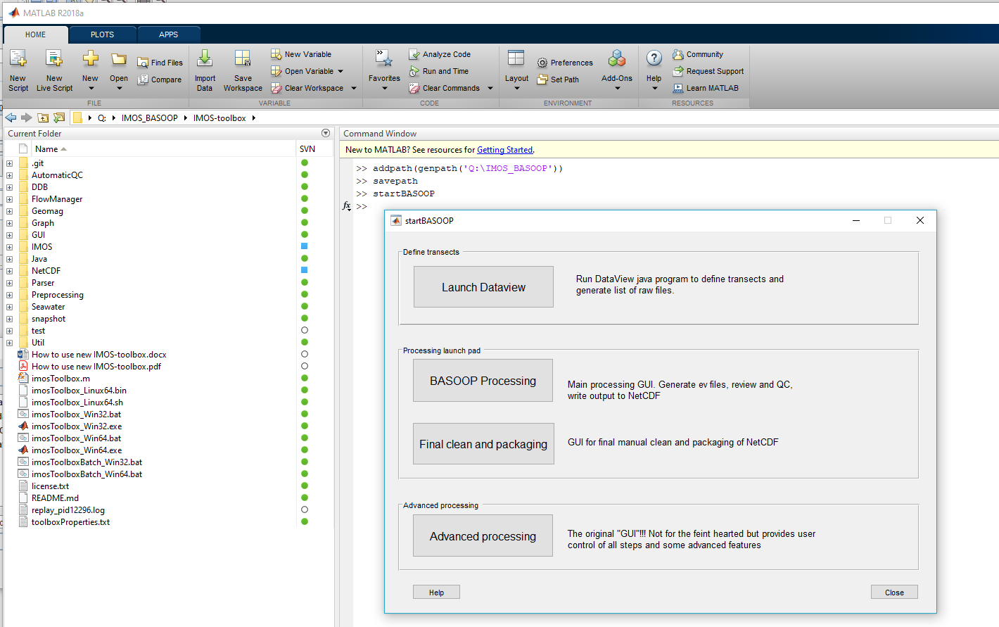 MATLAB R2018a
HOME PLOTS APPS
New Script
New Live Script
New
Open
Find Files
Compare
FILE
Import Data
Save Workspace
New Variable
Open Variable
Clear Workspace
VARIABLE
Favorites
Analyze Code
Run and Time
Clear Commands
CODE
Layout
Preferences
Set Path
Add-Ons
ENVIRONMENT
Help
Community
Request Support
Learn MATLAB
RESOURCES
Q: IMOS_BASOOP IMOS-toolbox
Current Folder
Name SVN
.git
AutomaticQC
DDB
FlowManager
Geomag
Graph
GUI
IMOS
Java
NetCDF
Parser
Preprocessing
Seawater
snapshot
test
Util
How to use new IMOS-toolbox.docx
How to use new IMOS-toolbox.pdf
imosToolbox.m
imosToolbox_Linux64.bin
imosToolbox_Linux64.sh
imosToolbox_Win32.bat
imosToolbox_Win32.exe
imosToolbox_Win64.bat
imosToolbox_Win64.exe
imosToolboxBatch_Win32.bat
imosToolboxBatch_Win64.bat
license.txt
README.md
replay_pid12296.log
toolboxProperties.txt
Command Window
New to MATLAB? See resources for Getting Started.
>> addpath(genpath('Q:\IMOS_BASOOP'))
>> savepath
>> startBASOOP
fx >>
startBASOOP
Define transects
Launch Dataview
Run DataView java program to define transects and
generate list of raw files.
Processing launch pad
BASOOP Processing
Main processing GUI. Generate ev files, review and QC,
write output to NetCDF
Final clean and packaging
GUI for final manual clean and packaging of NetCDF
Advanced processing
Advanced processing
The original "GUI"!!! Not for the feint hearted but provides user
control of all steps and some advanced features
Help
Close